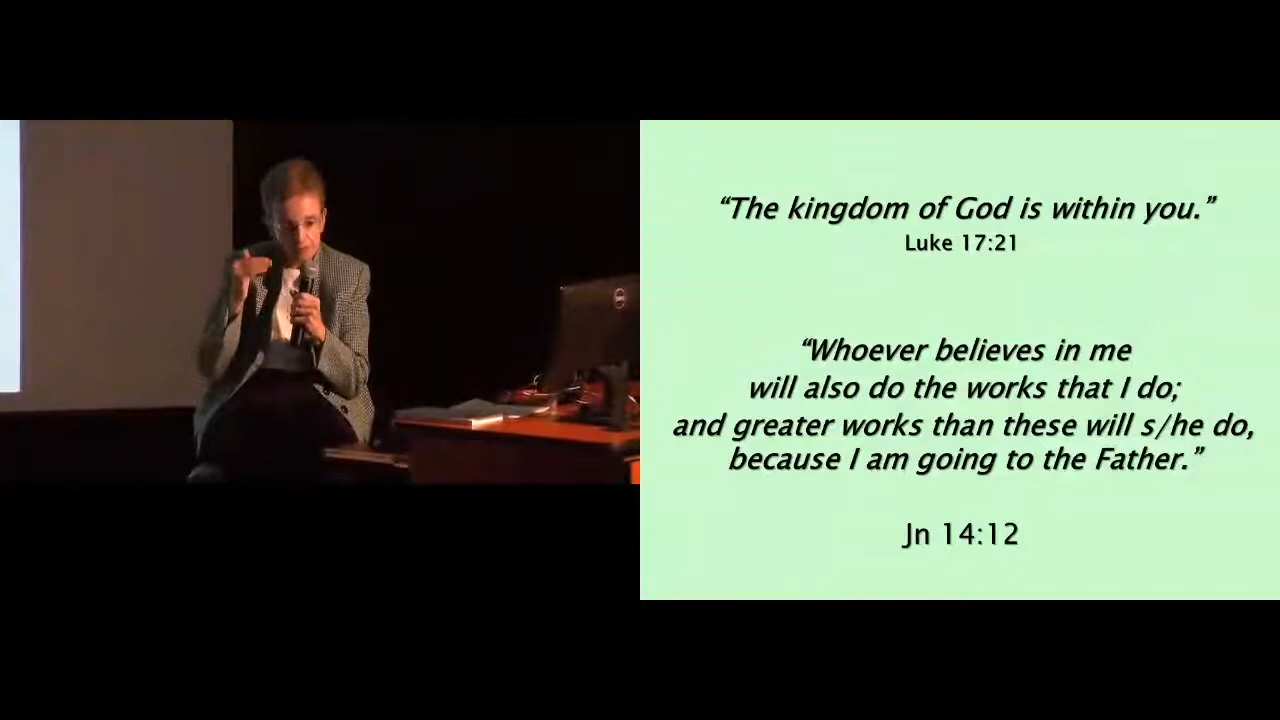 “The kingdom of God is within you.”
Luke 17:21
“Whoever believes in me
will also do the works that I do;
and greater works than these will s/he do,
because I am going to the Father.”
Jn 14:12